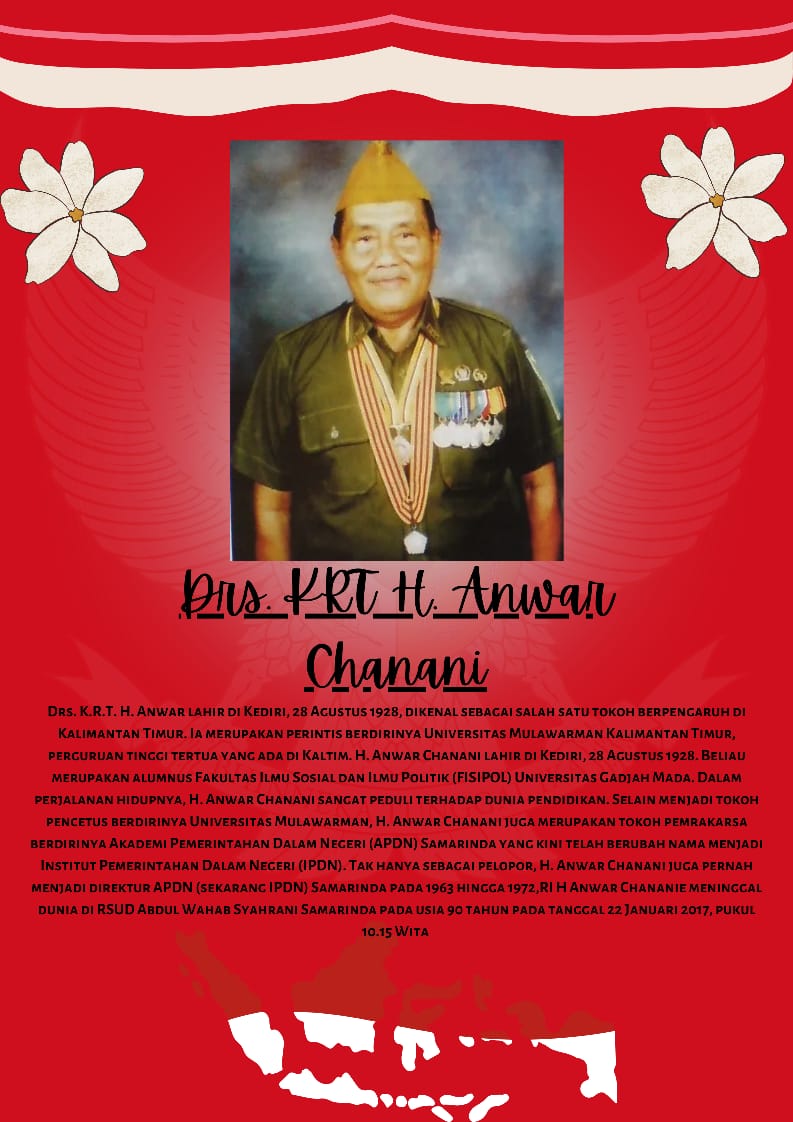 Drs. KRT H. Anwar
Chanani
Drs. K.R.T. H. Anwar lahir di Kediri, 28 Agustus 1928, dikenal sebagai salah satu tokoh berpengaruh di
Kalimantan Timur. Ia merupakan perintis berdirinya Universitas Mulawarman Kalimantan Timur,
perguruan tinggi tertua yang ada di Kaltim. H. Anwar Chanani lahir di Kediri, 28 Agustus 1928. Beliau
merupakan alumnus Fakultas Ilmu Sosial dan Ilmu Politik (FISIPOL) Universitas Gadjah Mada. Dalam
perjalanan hidupnya, H. Anwar Chanani sangat peduli terhadap dunia pendidikan. Selain menjadi tokoh
pencetus berdirinya Universitas Mulawarman, H. Anwar Chanani juga merupakan tokoh pemrakarsa
berdirinya Akademi Pemerintahan Dalam Negeri (APDN) Samarinda yang kini telah berubah nama menjadi
Institut Pemerintahan Dalam Negeri (IPDN). Tak hanya sebagai pelopor, H. Anwar Chanani juga pernah
menjadi direktur APDN (sekarang IPDN) Samarinda pada 1963 hingga 1972,RI H Anwar Chananie meninggal
dunia di RSUD Abdul Wahab Syahrani Samarinda pada usia 90 tahun pada tanggal 22 Januari 2017, pukul
10.15 Wita